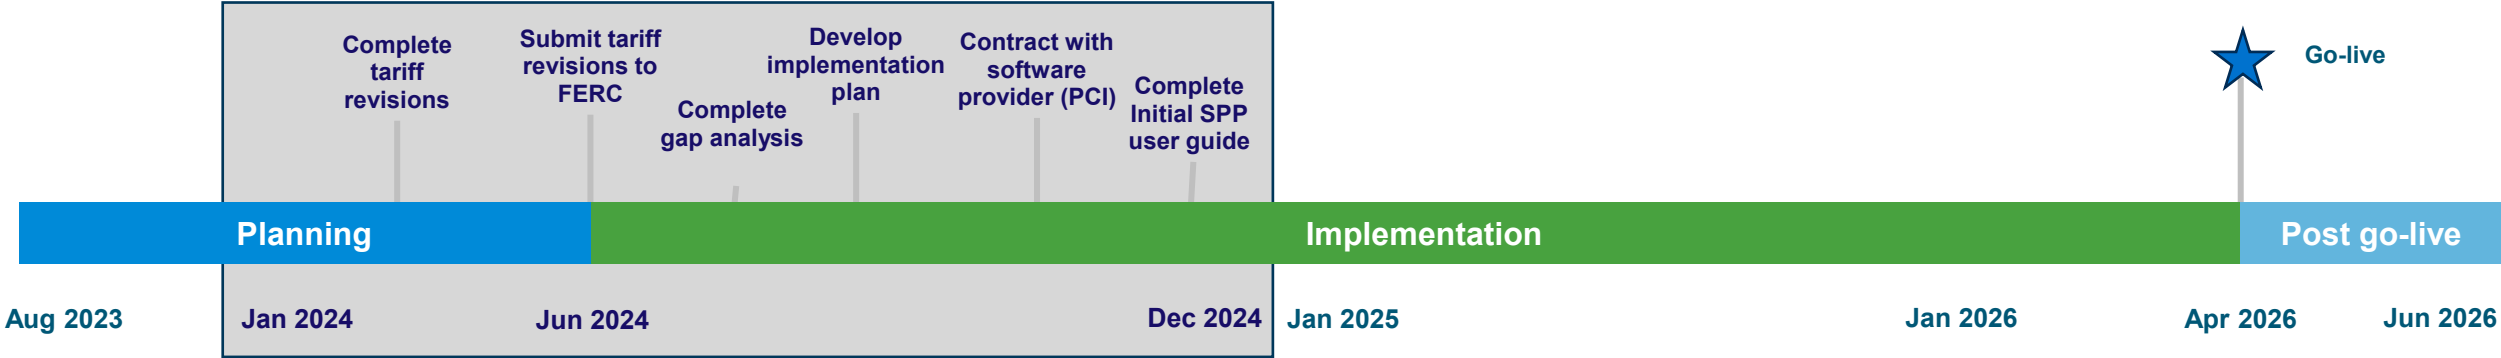 Complete
tariff
revisions
Submit tariff
revisions to
FERC
Complete
gap analysis
Develop
implementation
plan
Contract with
software
provider (PCI)
Complete
Initial SPP
user guide
Go-live
Planning
Implementation
Post go-live
Aug 2023
Jan 2024
Jun 2024
Dec 2024
Jan 2025
Jan 2026
Apr 2026
Jun 2026